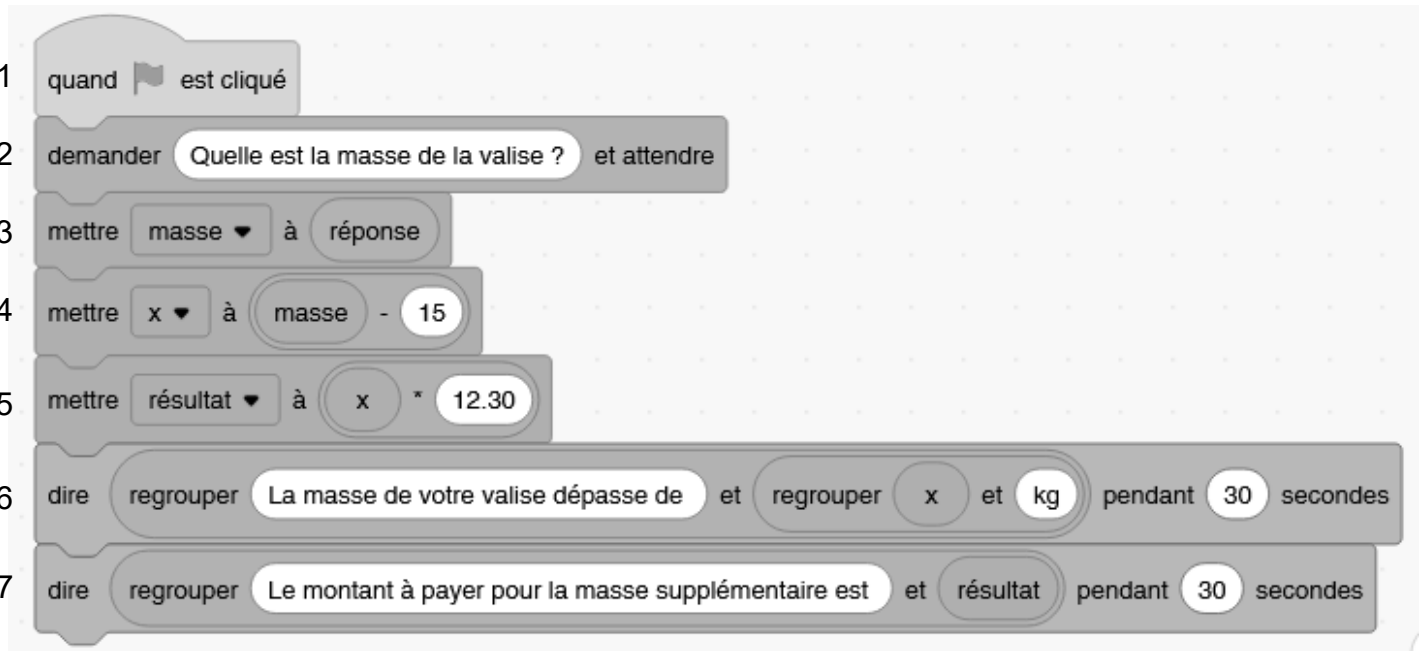 1 quand est cliqué
2 demander Quelle est la masse de la valise ? et attendre
3 mettre masse à réponse
4 mettre x à masse - 15
5 mettre résultat à x * 12.30
6 dire regrouper La masse de votre valise dépasse de et regrouper x et kg pendant 30 secondes
7 dire regrouper Le montant à payer pour la masse supplémentaire est et résultat pendant 30 secondes